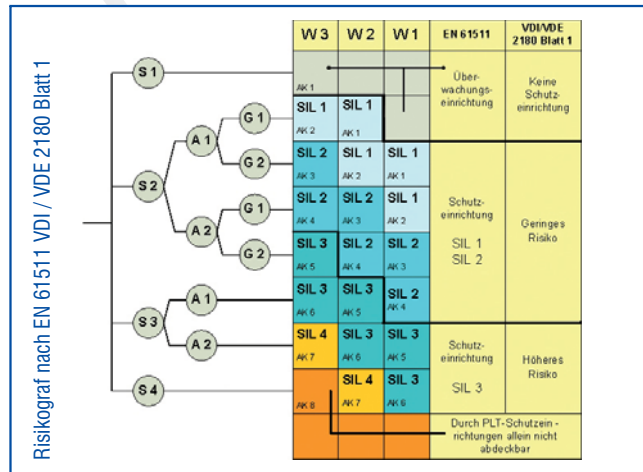 Risikograf nach EN 61511 VDI / VDE 2180 Blatt 1
W 3 W 2 W 1 EN 61511 VDI/VDE
2180 Blatt 1
S 1
AK 1
Über-
wachungs-
einrichtung
Keine
Schutz-
einrichtung
S 2
A 1
G 1
SIL 1 SIL 1
AK 2 AK 1
G 2
SIL 2 SIL 1 SIL 1
AK 3 AK 2 AK 1
A 2
G 1
SIL 2 SIL 2 SIL 1
AK 4 AK 3 AK 2
G 2
SIL 3 SIL 2 SIL 2
AK 5 AK 4 AK 3
Schutz-
einrichtung
SIL 1
SIL 2
Geringes
Risiko
S 3
A 1
SIL 3 SIL 3 SIL 2
AK 6 AK 5 AK 4
A 2
SIL 4 SIL 3 SIL 3
AK 7 AK 6 AK 5
S 4
SIL 4 SIL 3
AK 8 AK 7 AK 6
Schutz-
einrichtung
SIL 3
Höheres
Risiko
Durch PLT-Schutzein -
richtungen allein nicht
abdeckbar